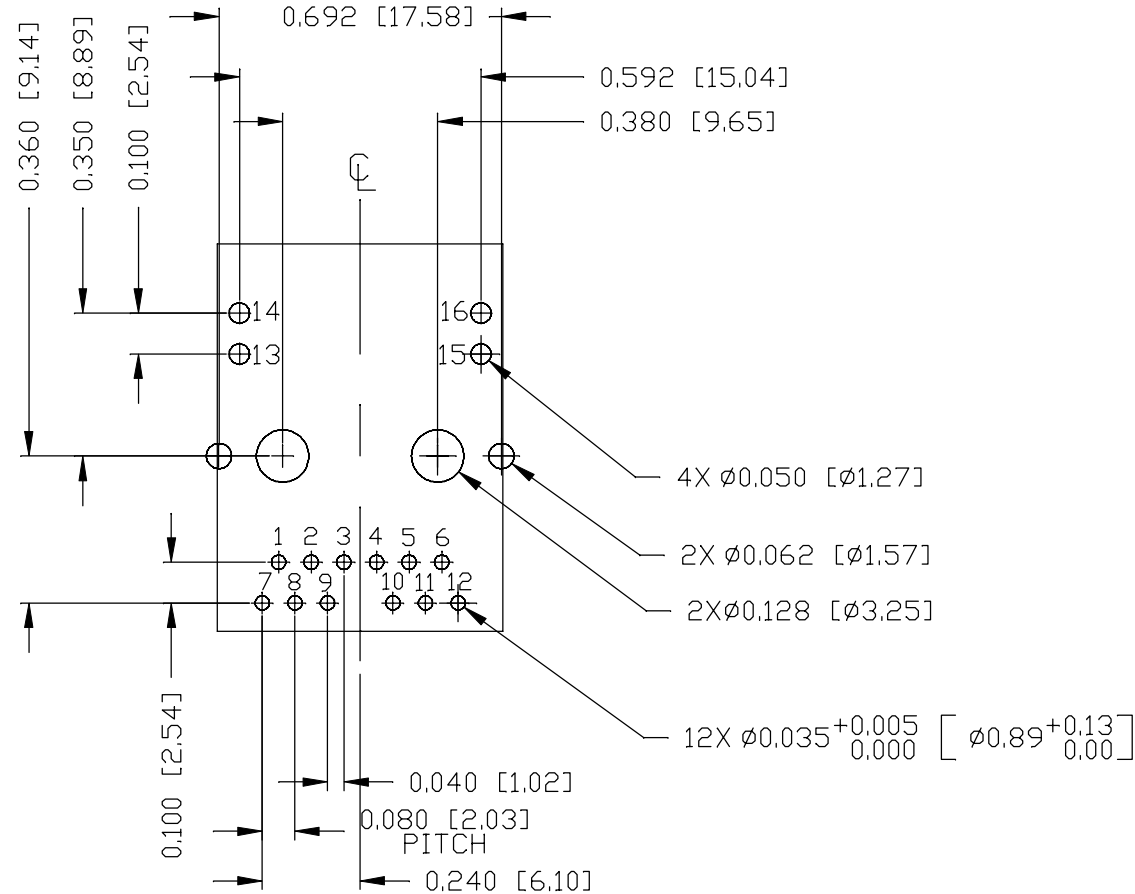 0.692 [17.58]
0.592 [15.04]
0.380 [9.65]
0.360 [9.14]
0.350 [8.89]
0.100 [2.54]
CL
14
16
13
15
4X ø0.050 [ø1.27]
1 2 3 4 5 6
2X ø0.062 [ø1.57]
7 8 9 10 11 12
2Xø0.128 [ø3.25]
12X ø0.035 +0.005 0.000 [ ø0.89 +0.13 0.00 ]
0.100 [2.54]
0.040 [1.02]
0.080 [2.03]
PITCH
0.240 [6.10]